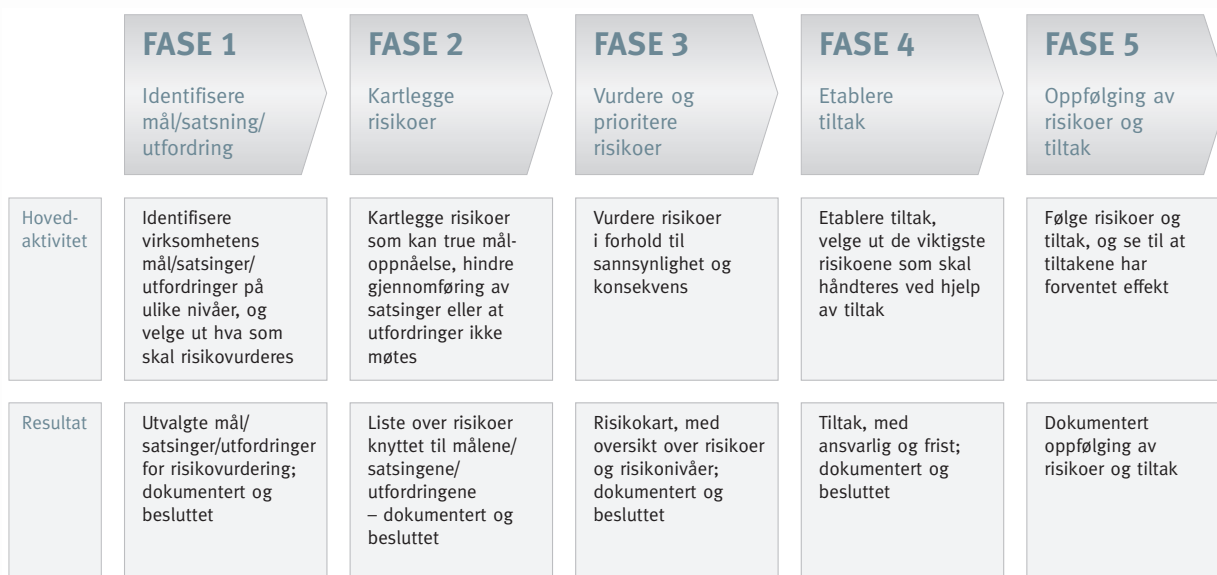 FASE 1
Identifisere
mål/satsning/
utfordring
FASE 2
Kartlegge
risikoer
FASE 3
Vurdere og
prioritere
risikoer
FASE 4
Etablere
tiltak
FASE 5
Oppfølging av
risikoer og
tiltak
Hoved-
aktivitet
Identifisere
virksomhetens
mål/satsinger/
utfordringer på
ulike nivåer, og
velge ut hva som
skal risikovurderes
Kartlegge risikoer
som kan true mål-
oppnåelse, hindre
gjennomføring av
satsinger eller at
utfordringer ikke
møtes
Vurdere risikoer
i forhold til
sannsynlighet og
konsekvens
Etablere tiltak,
velge ut de viktigste
risikoene som skal
håndteres ved hjelp
av tiltak
Følge risikoer og
tiltak, og se til at
tiltakene har
forventet effekt
Resultat
Utvalgte mål/
satsinger/utfordringer
for risikovurdering;
dokumentert og
besluttet
Liste over risikoer
knyttet til målene/
satsingene/
utfordringene
– dokumentert og
besluttet
Risikokart, med
oversikt over risikoer
og risikonivåer;
dokumentert og
besluttet
Tiltak, med
ansvarlig og frist;
dokumentert og
besluttet
Dokumentert
oppfølging av
risikoer og tiltak